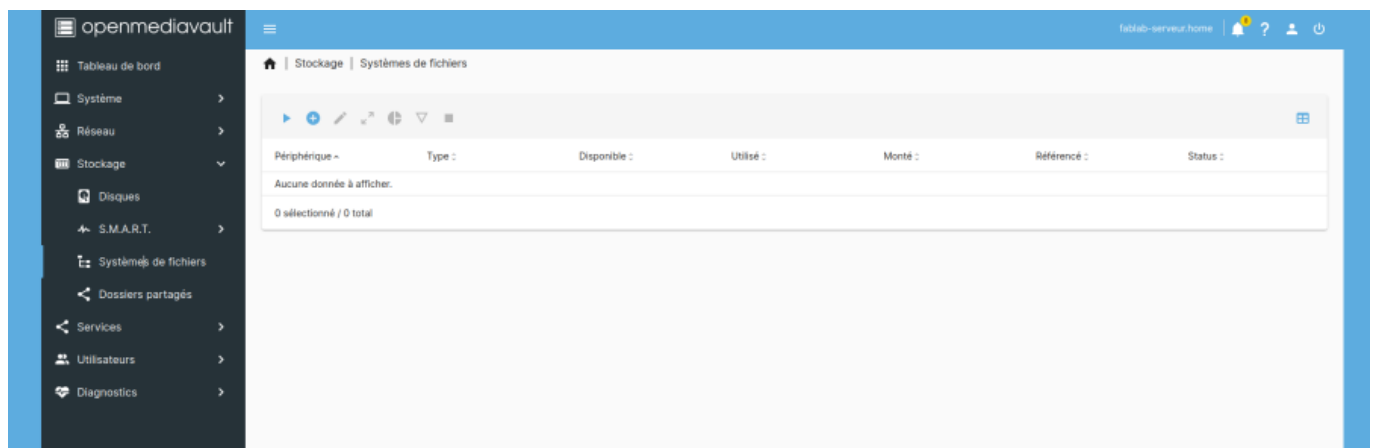 openmediavault
fablab-serveur.home ?
Tableau de bord
Système
Réseau
Stockage
Disques
S.M.A.R.T.
Systèmes de fichiers
Dossiers partagés
Services
Utilisateurs
Diagnostics
| Stockage | Systèmes de fichiers
Périphérique Type Disponible Utilisé Monté Référencé Status
Aucune donnée à afficher.
0 sélectionné / 0 total